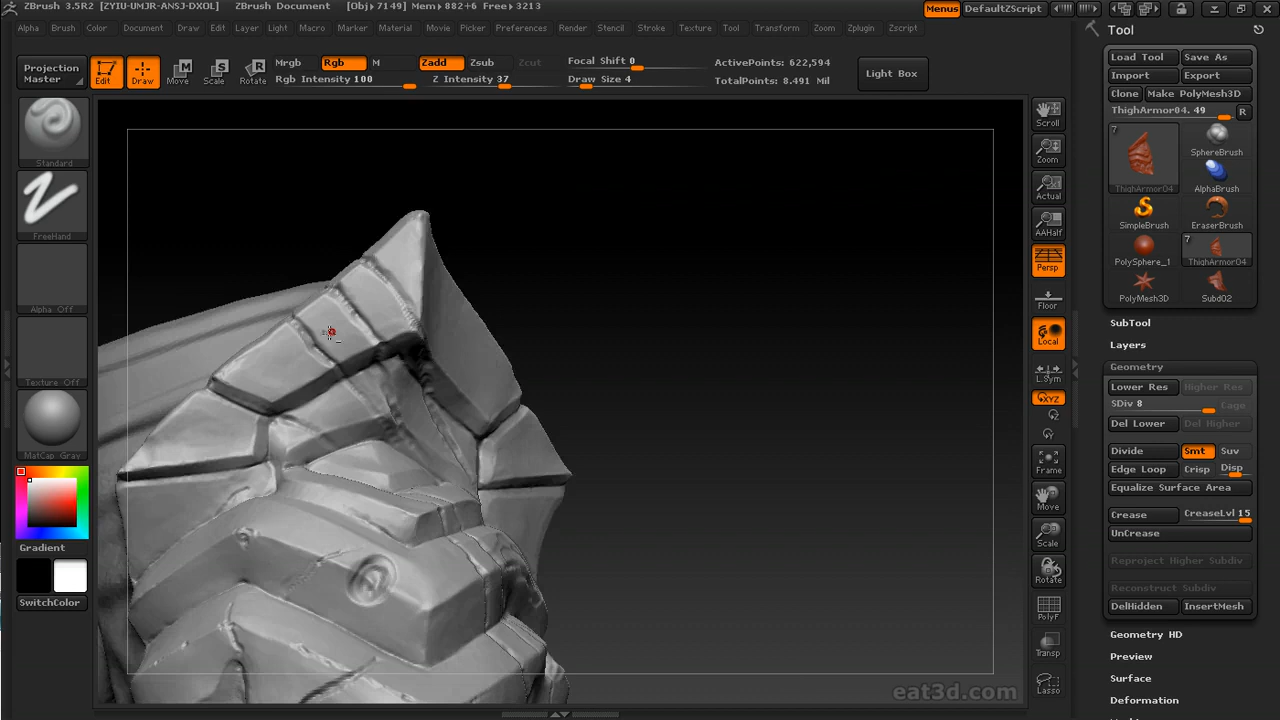 ZBrush 3.5R2 [ZYIU-UMJR-ANSJ-DXOL] ZBrush Document [Obj▸7149] Mem▸882+6 Free▸3213 Menus DefaultZScript
Alpha Brush Color Document Draw Edit Layer Light Macro Marker Material Movie Picker Preferences Render Stencil Stroke Texture Tool Transform Zoom Zplugin Zscript
Projection Master
Edit
Draw
Move
Scale
Rotate
Mrgb Rgb M
Rgb Intensity 100
Zadd Zsub Zcut
Z Intensity 37
Focal Shift 0
Draw Size 4
ActivePoints: 622,594
TotalPoints: 8.491 Mil
Light Box
Standard
FreeHand
Alpha Off
Texture Off
MatCap Gray
Gradient
SwitchColor
Scroll
Zoom
Actual
AAHalf
Persp
Floor
Local
L.Sym
XYZ
Z
Y
Frame
Move
Scale
Rotate
PolyF
Transp
Lasso
Tool
Load Tool Save As
Import Export
Clone Make PolyMesh3D
ThighArmor04. 49 R
7
ThighArmor04
SphereBrush
AlphaBrush
SimpleBrush
EraserBrush
PolySphere_1
7
ThighArmor04
PolyMesh3D
Subd02
SubTool
Layers
Geometry
Lower Res Higher Res
SDiv 8 Cage
Del Lower Del Higher
Divide Smt Suv
Edge Loop Crisp Disp
Equalize Surface Area
Crease CreaseLvl 15
UnCrease
Reproject Higher Subdiv
Reconstruct Subdiv
DelHidden InsertMesh
Geometry HD
Preview
Surface
Deformation
eat3d.com